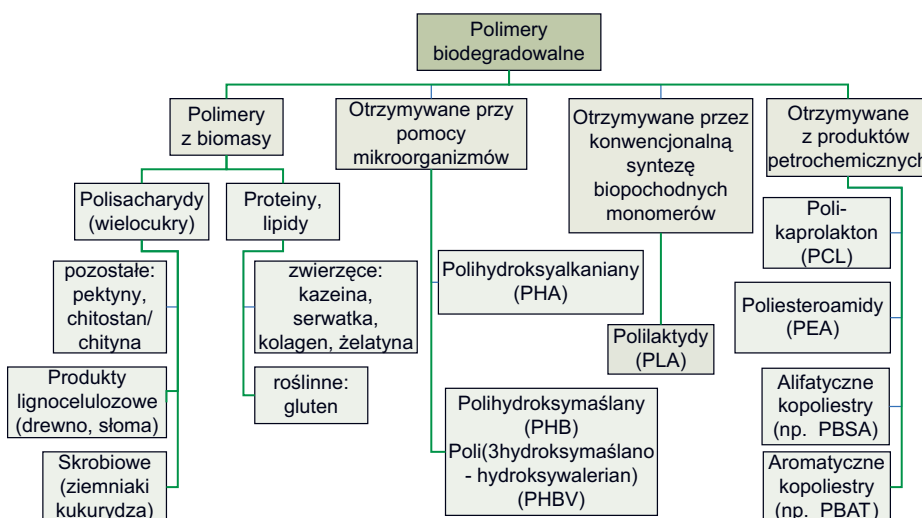 Polimery
biodegradowalne
Polimery
z biomasy
Otrzymywane przy
pomocy
mikroorganizmów
Otrzymywane przez
konwencjonalną
syntezę
biopochodnych
monomerów
Otrzymywane
z produktów
petrochemicznych
Polisacharydy
(wielocukry)
Proteiny,
lipidy
pozostałe:
pektyny,
chitostan/
chityna
Produkty
lignocelulozowe
(drewno, słoma)
Skrobiowe
(ziemniaki
kukurydza)
zwierzęce:
kazeina,
serwatka,
kolagen, żelatyna
roślinne:
gluten
Polihydroksyalkaniany
(PHA)
Polihydroksymaślany
(PHB)
Poli(3hydroksymaślano
- hydroksywalerian)
(PHBV)
Polilaktydy
(PLA)
Poli-
kaprolakton
(PCL)
Poliesteroamidy
(PEA)
Alifatyczne
kopoliestry
(np. PBSA)
Aromatyczne
kopoliestry
(np. PBAT)